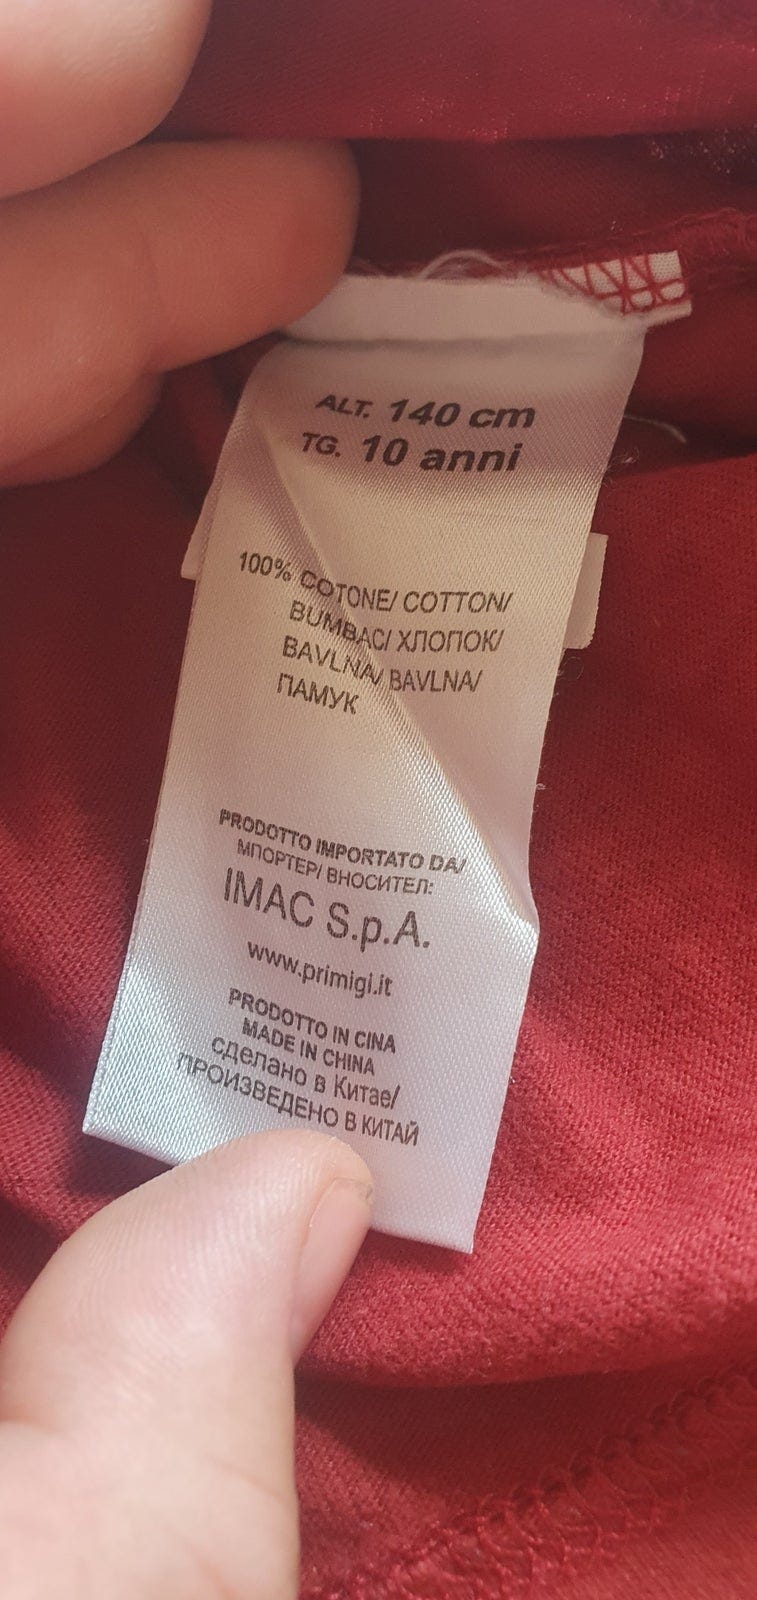 ALT. 140 cm
TG. 10 anni
100% COTONE/ COTTON/
BUMBAC/ ХЛОПОК/
BAVLNA/ BAVLNA/
ПАМУК
PRODOTTO IMPORTATO DA/
МПОРТЕР/ ВНОСИТЕЛ:
IMAC S.p.A.
www.primigi.it
PRODOTTO IN CINA
MADE IN CHINA
сделано в Китае/
ПРОИЗВЕДЕНО В КИТАЙ